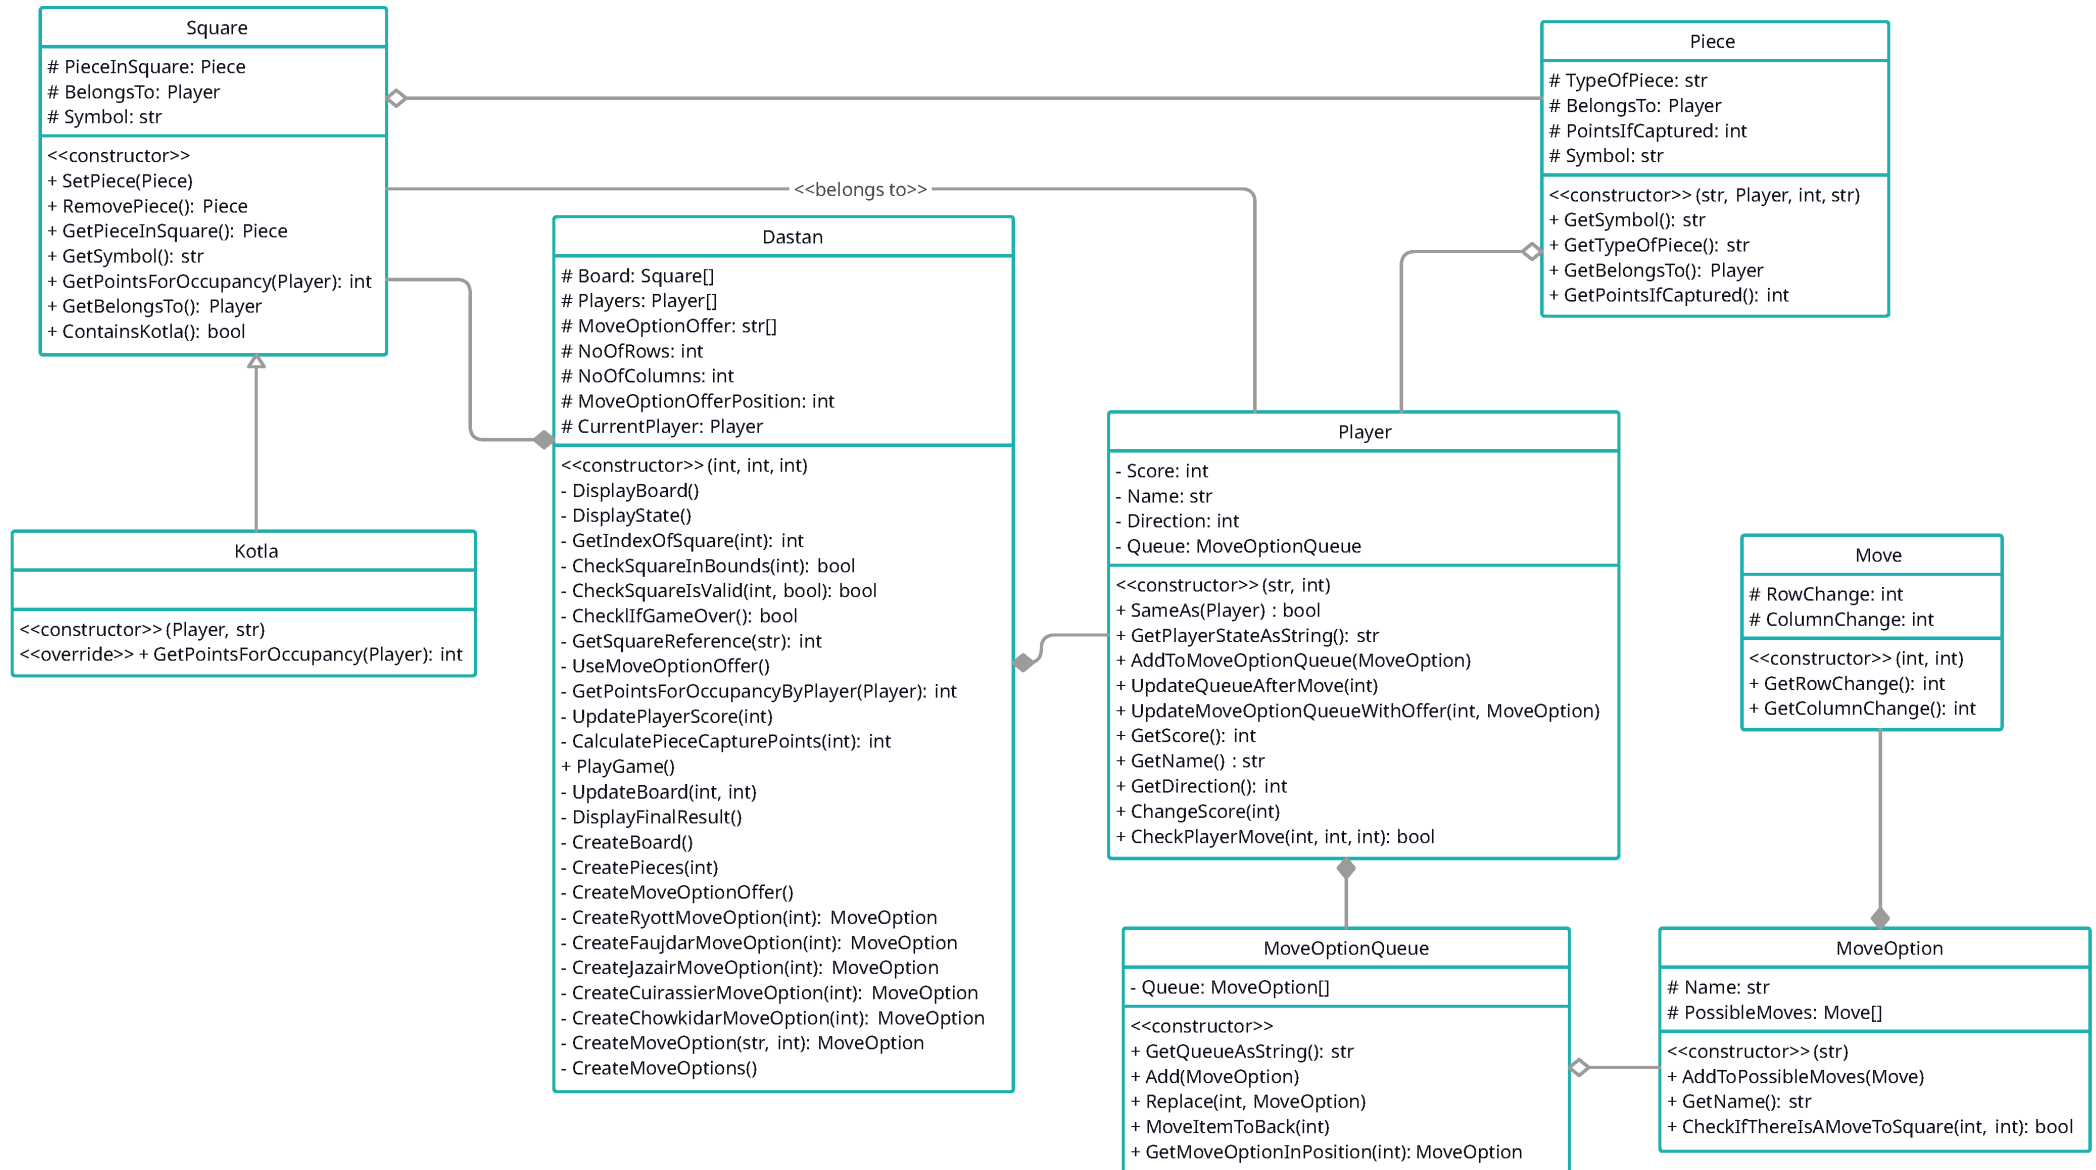 Square
# PieceInSquare: Piece
# BelongsTo: Player
# Symbol: str
<<constructor>>
+ SetPiece(Piece)
+ RemovePiece(): Piece
+ GetPieceInSquare(): Piece
+ GetSymbol(): str
+ GetPointsForOccupancy(Player): int
+ GetBelongsTo(): Player
+ ContainsKotla(): bool
<<belongs to>>
Piece
# TypeOfPiece: str
# BelongsTo: Player
# PointsIfCaptured: int
# Symbol: str
<<constructor>> (str, Player, int, str)
+ GetSymbol(): str
+ GetTypeOfPiece(): str
+ GetBelongsTo(): Player
+ GetPointsIfCaptured(): int
Dastan
# Board: Square[]
# Players: Player[]
# MoveOptionOffer: str[]
# NoOfRows: int
# NoOfColumns: int
# MoveOptionOfferPosition: int
# CurrentPlayer: Player
<<constructor>> (int, int, int)
- DisplayBoard()
- DisplayState()
- GetIndexOfSquare(int): int
- CheckSquareInBounds(int): bool
- CheckSquareIsValid(int, bool): bool
- ChecklIfGameOver(): bool
- GetSquareReference(str): int
- UseMoveOptionOffer()
- GetPointsForOccupancyByPlayer(Player): int
- UpdatePlayerScore(int)
- CalculatePieceCapturePoints(int): int
+ PlayGame()
- UpdateBoard(int, int)
- DisplayFinalResult()
- CreateBoard()
- CreatePieces(int)
- CreateMoveOptionOffer()
- CreateRyottMoveOption(int): MoveOption
- CreateFaujdarMoveOption(int): MoveOption
- CreateJazairMoveOption(int): MoveOption
- CreateCuirassierMoveOption(int): MoveOption
- CreateChowkidarMoveOption(int): MoveOption
- CreateMoveOption(str, int): MoveOption
- CreateMoveOptions()
Kotla
<<constructor>> (Player, str)
<<override>> + GetPointsForOccupancy(Player): int
Player
- Score: int
- Name: str
- Direction: int
- Queue: MoveOptionQueue
<<constructor>> (str, int)
+ SameAs(Player) : bool
+ GetPlayerStateAsString(): str
+ AddToMoveOptionQueue(MoveOption)
+ UpdateQueueAfterMove(int)
+ UpdateMoveOptionQueueWithOffer(int, MoveOption)
+ GetScore(): int
+ GetName() : str
+ GetDirection(): int
+ ChangeScore(int)
+ CheckPlayerMove(int, int, int): bool
Move
# RowChange: int
# ColumnChange: int
<<constructor>> (int, int)
+ GetRowChange(): int
+ GetColumnChange(): int
MoveOptionQueue
- Queue: MoveOption[]
<<constructor>>
+ GetQueueAsString(): str
+ Add(MoveOption)
+ Replace(int, MoveOption)
+ MoveItemToBack(int)
+ GetMoveOptionInPosition(int): MoveOption
MoveOption
# Name: str
# PossibleMoves: Move[]
<<constructor>> (str)
+ AddToPossibleMoves(Move)
+ GetName(): str
+ CheckIfThereIsAMoveToSquare(int, int): bool